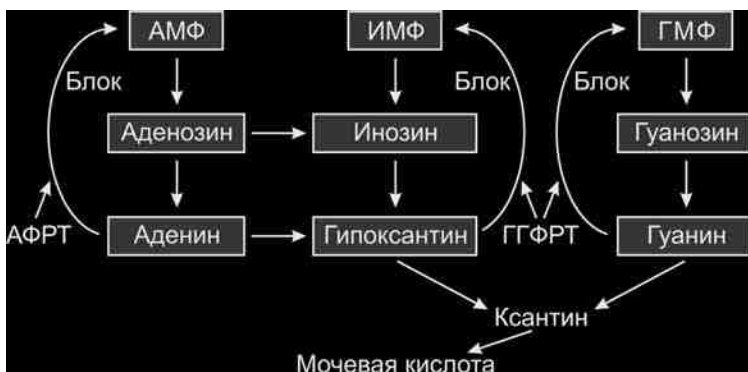 АМФ ИМФ ГМФ
Блок Блок Блок
Аденозин Инозин Гуанозин
АФРТ Аденин Гипоксантин ГГФРТ Гуанин
Ксантин
Мочевая кислота